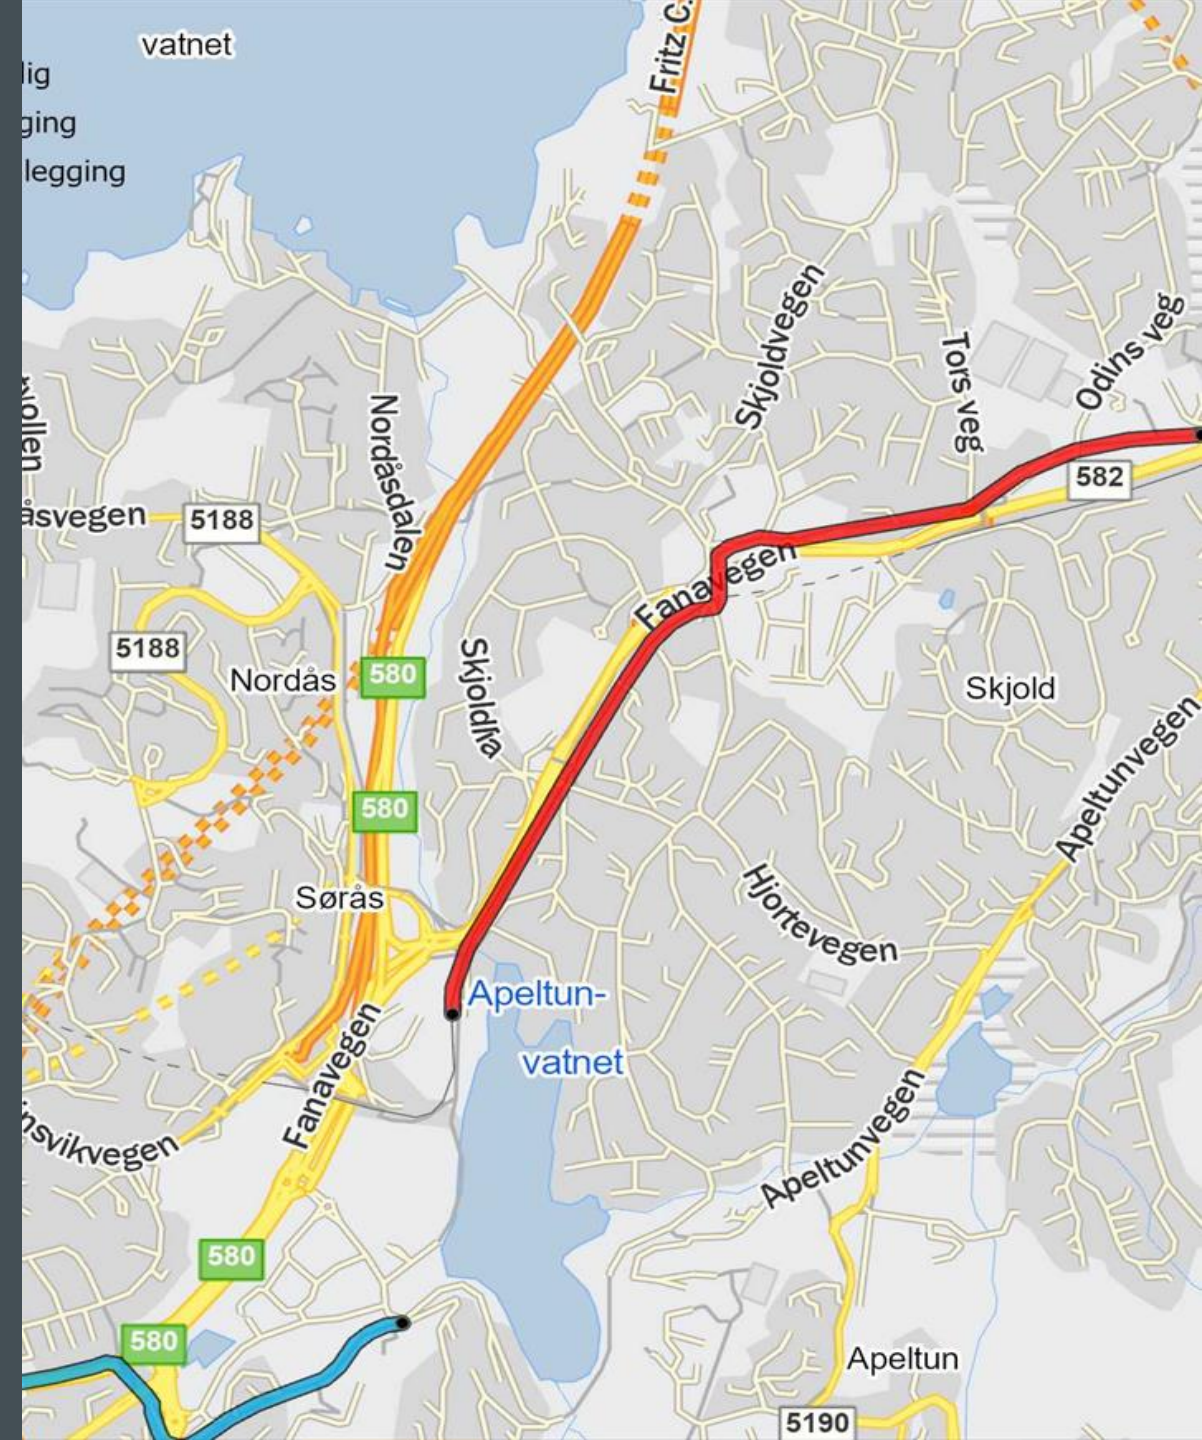 vatnet
Fritz C.
lig
ging
legging
Skjoldvegen
Odins veg
Tors veg
Nordåsdalen
582
åsvegen
5188
Fanavegen
5188
Nordås
580
Skjoldlia
Skjold
Apeltunvegen
580
Sørås
Hjortevegen
Apeltun-
vatnet
Fanavegen
nsvikvegen
Apeltunvegen
580
580
Apeltun
5190